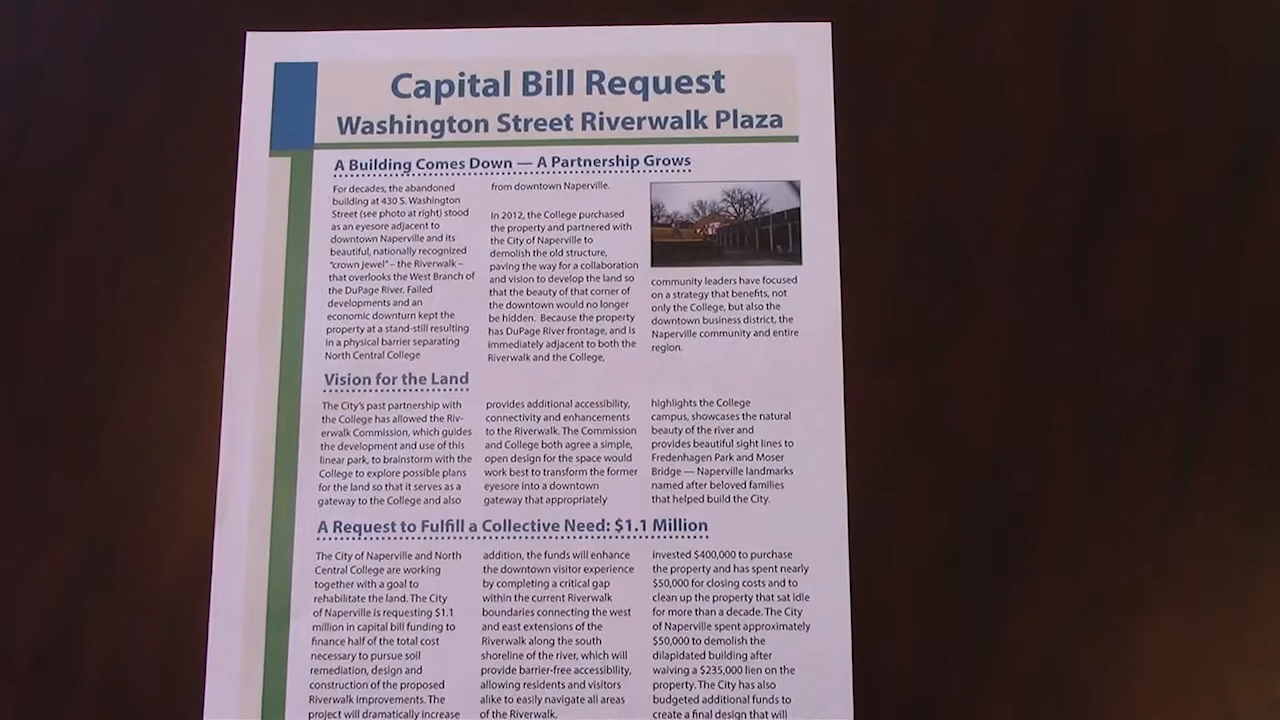 Capital Bill Request
Washington Street Riverwalk Plaza
A Building Comes Down — A Partnership Grows
For decades, the abandoned
building at 430 S. Washington
Street (see photo at right) stood
as an eyesore adjacent to
downtown Naperville and its
beautiful, nationally recognized
“crown jewel” – the Riverwalk –
that overlooks the West Branch of
the DuPage River. Failed
developments and an
economic downturn kept the
property at a stand-still resulting
in a physical barrier separating
North Central College
from downtown Naperville.
In 2012, the College purchased
the property and partnered with
the City of Naperville to
demolish the old structure,
paving the way for a collaboration
and vision to develop the land so
that the beauty of that corner of
the downtown would no longer
be hidden. Because the property
has DuPage River frontage, and is
immediately adjacent to both the
Riverwalk and the College,
community leaders have focused
on a strategy that benefits, not
only the College, but also the
downtown business district, the
Naperville community and entire
region.
Vision for the Land
The City's past partnership with
the College has allowed the Riv-
erwalk Commission, which guides
the development and use of this
linear park, to brainstorm with the
College to explore possible plans
for the land so that it serves as a
gateway to the College and also
provides additional accessibility,
connectivity and enhancements
to the Riverwalk. The Commission
and College both agree a simple,
open design for the space would
work best to transform the former
eyesore into a downtown
gateway that appropriately
highlights the College
campus, showcases the natural
beauty of the river and
provides beautiful sight lines to
Fredenhagen Park and Moser
Bridge — Naperville landmarks
named after beloved families
that helped build the City.
A Request to Fulfill a Collective Need: $1.1 Million
The City of Naperville and North
Central College are working
together with a goal to
rehabilitate the land. The City
of Naperville is requesting $1.1
million in capital bill funding to
finance half of the total cost
necessary to pursue soil
remediation, design and
construction of the proposed
Riverwalk improvements. The
project will dramatically increase
addition, the funds will enhance
the downtown visitor experience
by completing a critical gap
within the current Riverwalk
boundaries connecting the west
and east extensions of the
Riverwalk along the south
shoreline of the river, which will
provide barrier-free accessibility,
allowing residents and visitors
alike to easily navigate all areas
of the Riverwalk.
invested $400,000 to purchase
the property and has spent nearly
$50,000 for closing costs and to
clean up the property that sat idle
for more than a decade. The City
of Naperville spent approximately
$50,000 to demolish the
dilapidated building after
waiving a $235,000 lien on the
property. The City has also
budgeted additional funds to
create a final design that will